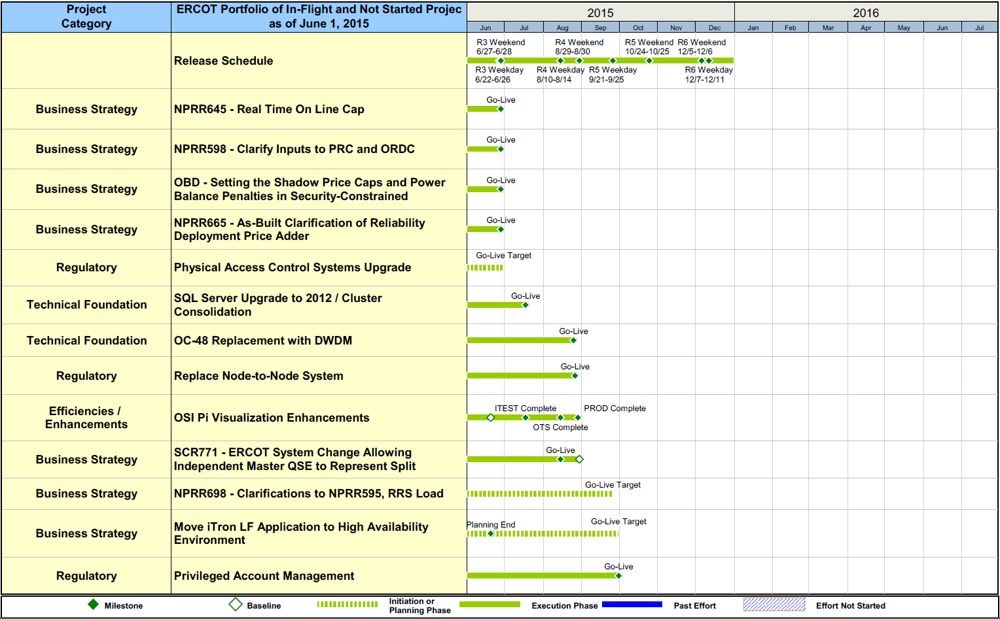 Project
Category
ERCOT Portfolio of In-Flight and Not Started Projec
as of June 1, 2015
2015
2016
Jun Jul Aug Sep Oct Nov Dec Jan Feb Mar Apr May Jun Jul
Release Schedule
R3 Weekend
6/27-6/28
R4 Weekend
8/29-8/30
R5 Weekend
10/24-10/25
R6 Weekend
12/5-12/6
R3 Weekday
6/22-6/26
R4 Weekday
8/10-8/14
R5 Weekday
9/21-9/25
R6 Weekday
12/7-12/11
Business Strategy
NPRR645 - Real Time On Line Cap
Go-Live
Business Strategy
NPRR598 - Clarify Inputs to PRC and ORDC
Go-Live
Business Strategy
OBD - Setting the Shadow Price Caps and Power
Balance Penalties in Security-Constrained
Go-Live
Business Strategy
NPRR665 - As-Built Clarification of Reliability
Deployment Price Adder
Go-Live
Regulatory
Physical Access Control Systems Upgrade
Go-Live Target
Technical Foundation
SQL Server Upgrade to 2012 / Cluster
Consolidation
Go-Live
Technical Foundation
OC-48 Replacement with DWDM
Go-Live
Regulatory
Replace Node-to-Node System
Go-Live
Efficiencies /
Enhancements
OSI Pi Visualization Enhancements
ITEST Complete
PROD Complete
OTS Complete
Business Strategy
SCR771 - ERCOT System Change Allowing
Independent Master QSE to Represent Split
Go-Live
Business Strategy
NPRR698 - Clarifications to NPRR595, RRS Load
Go-Live Target
Business Strategy
Move iTron LF Application to High Availability
Environment
Planning End
Go-Live Target
Regulatory
Privileged Account Management
Go-Live
Milestone
Baseline
Initiation or
Planning Phase
Execution Phase
Past Effort
Effort Not Started